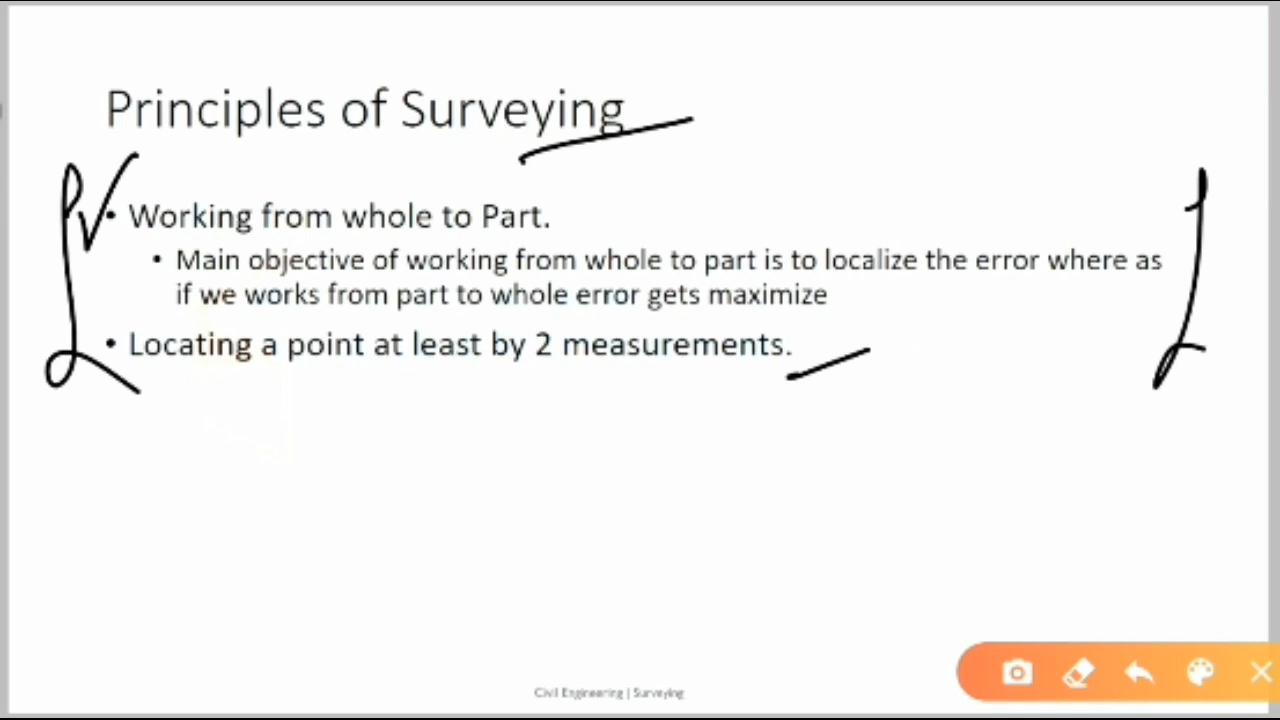 Principles of Surveying
• Working from whole to Part.
• Main objective of working from whole to part is to localize the error where as
if we works from part to whole error gets maximize
• Locating a point at least by 2 measurements.
Civil Engineering | Surveying